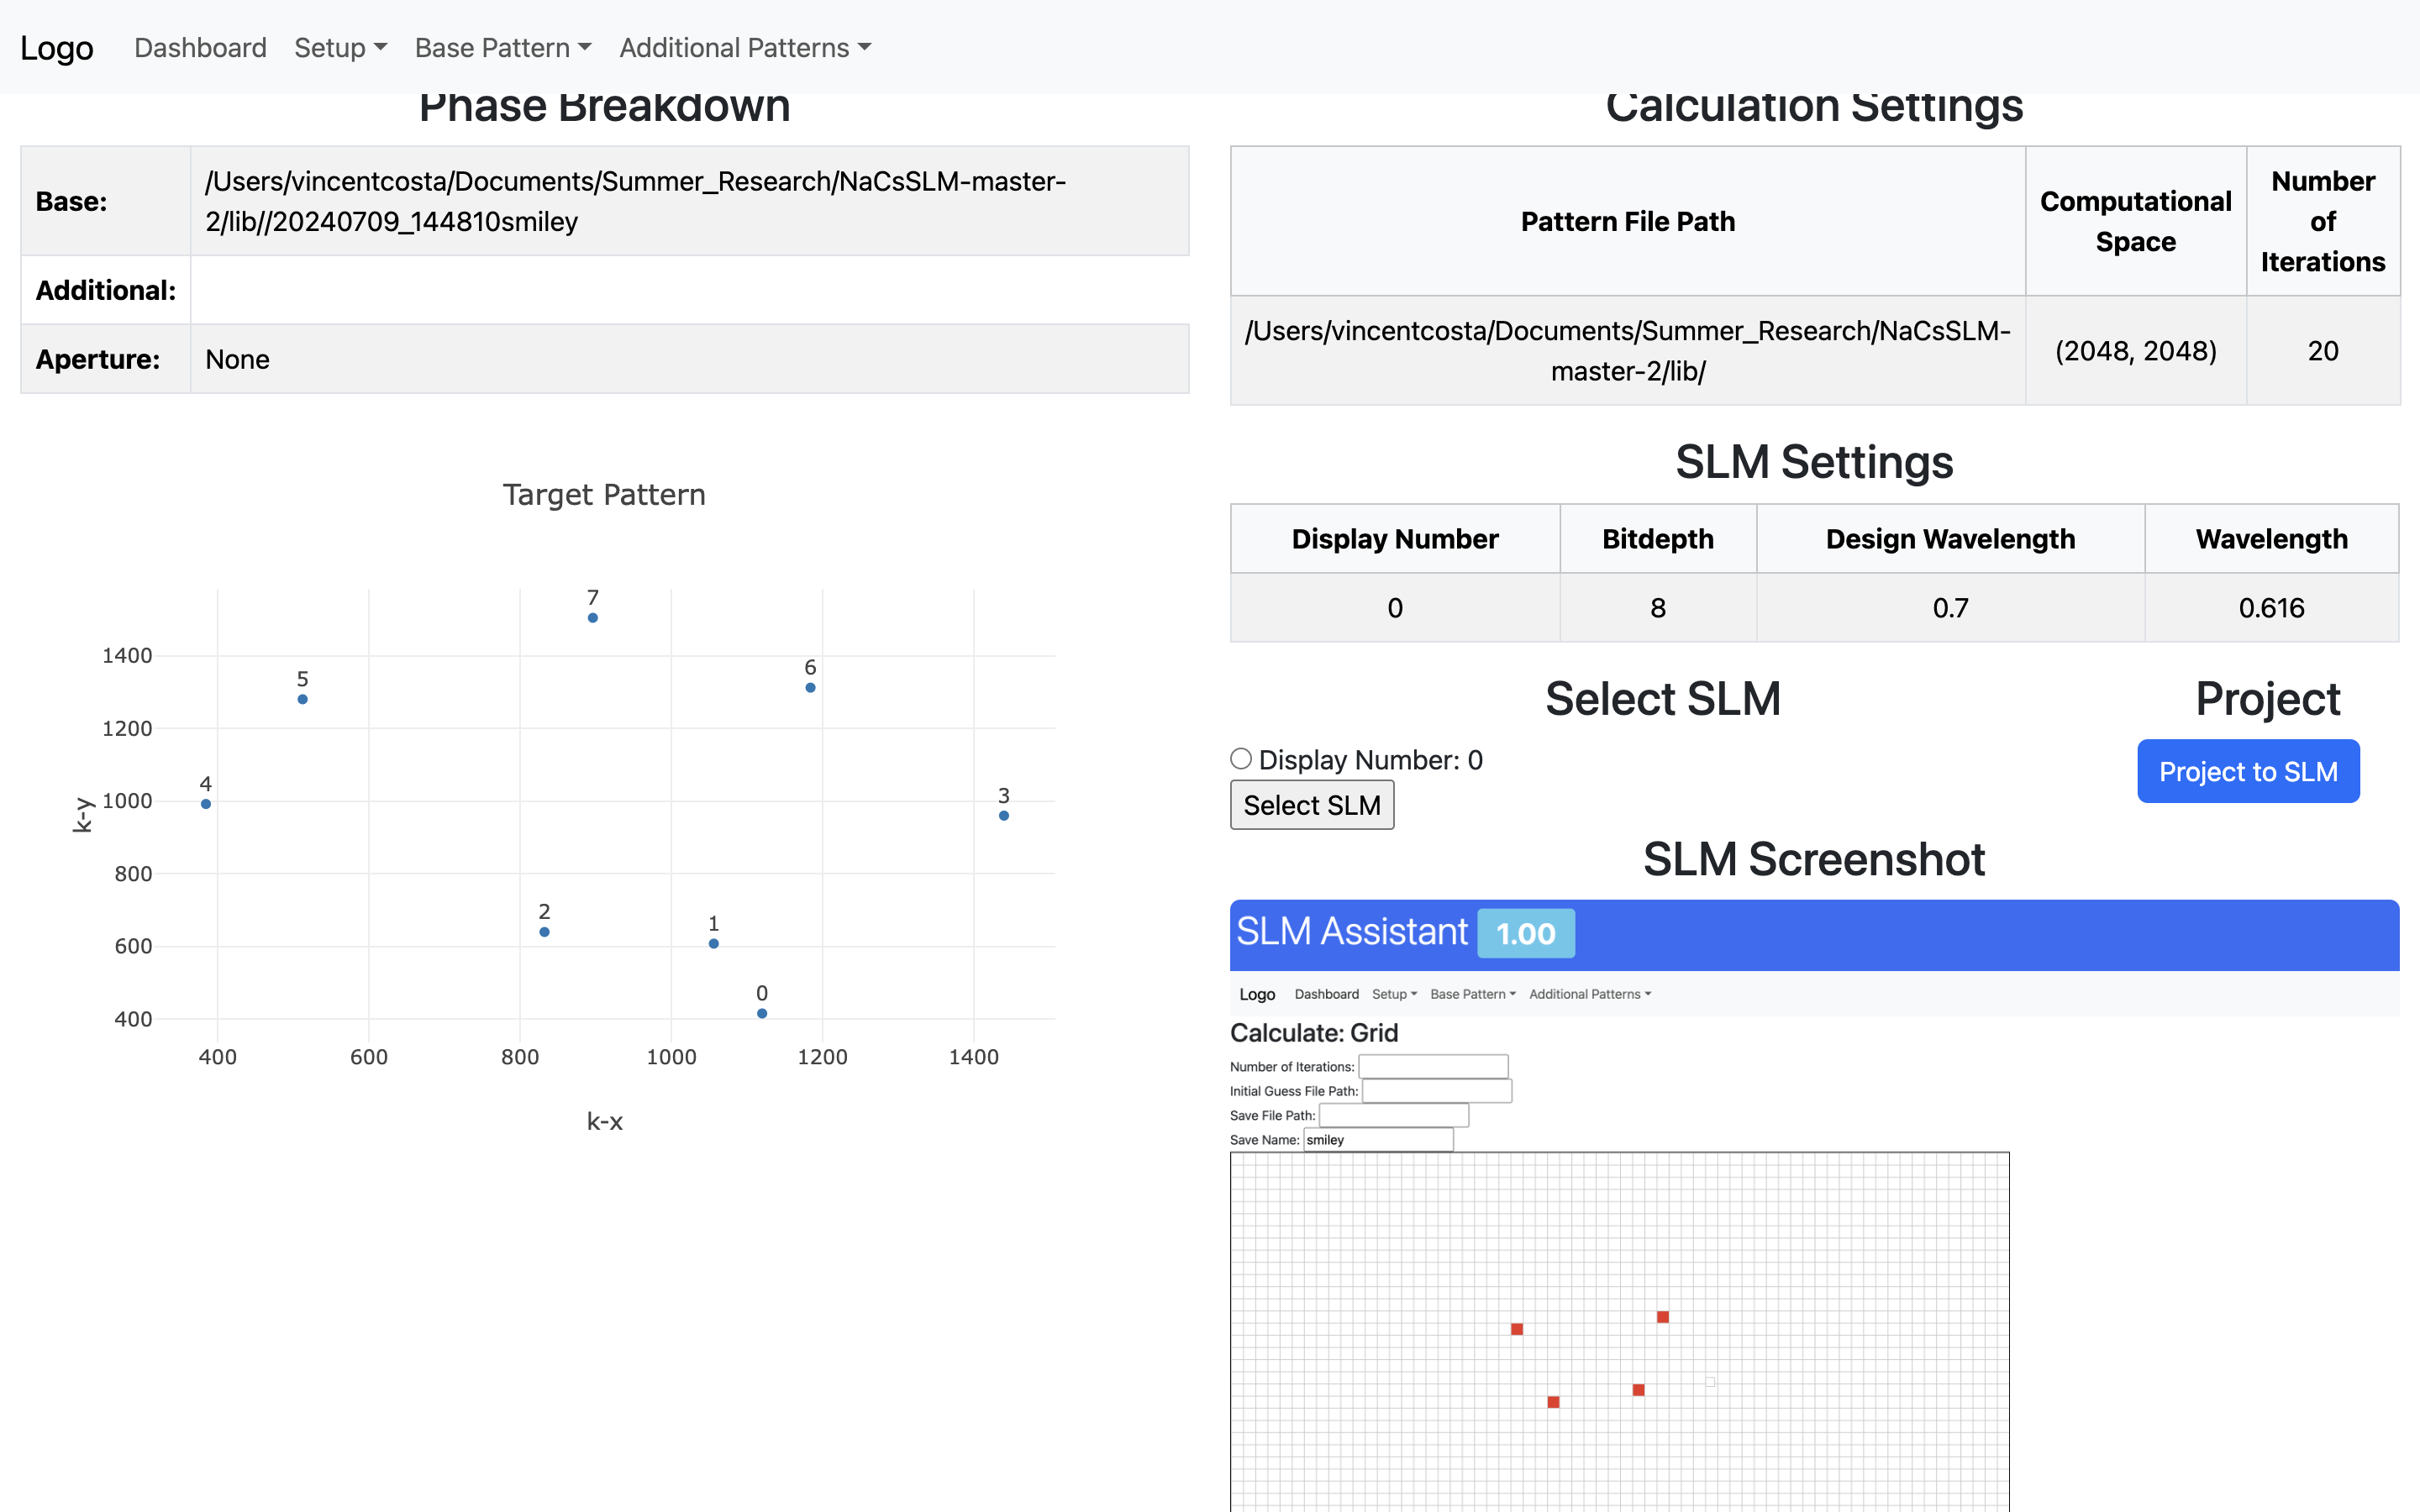 Logo Dashboard Setup Base Pattern Additional Patterns
Phase Breakdown
Base: /Users/vincentcosta/Documents/Summer_Research/NaCsSLM-master-
2/lib//20240709_144810smiley
Additional:
Aperture: None
Target Pattern
7
1400
6
5
1200
4
k-y
1000
3
800
2
1
600
0
400
400 600 800 1000 1200 1400
k-x
Calculation Settings
Pattern File Path
Computational
Space
Number
of
Iterations
/Users/vincentcosta/Documents/Summer_Research/NaCsSLM-
master-2/lib/
(2048, 2048)
20
SLM Settings
Display Number Bitdepth Design Wavelength Wavelength
0 8 0.7 0.616
Select SLM
Display Number: 0
Select SLM
Project
Project to SLM
SLM Screenshot
SLM Assistant 1.00
Logo Dashboard Setup Base Pattern Additional Patterns
Calculate: Grid
Number of Iterations:
Initial Guess File Path:
Save File Path:
Save Name: smiley